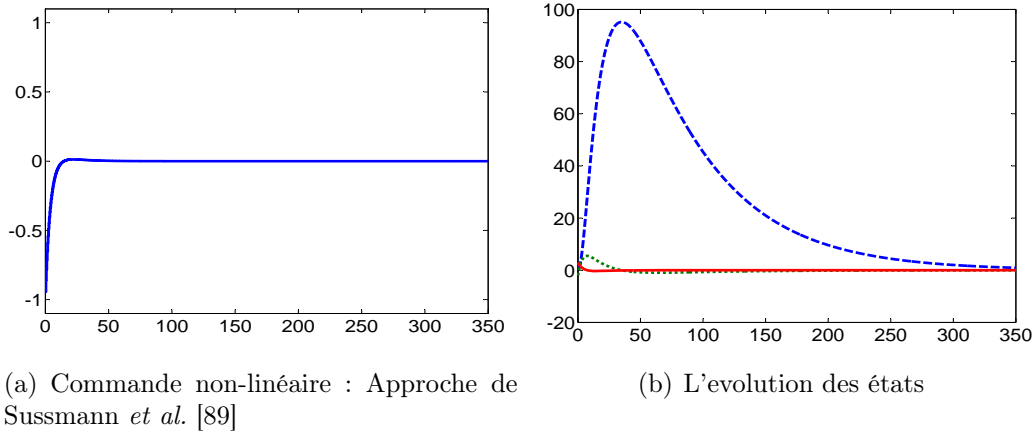 1
0.5
0
-0.5
-1
0 50 100 150 200 250 300 350
100
80
60
40
20
0
-20
0 50 100 150 200 250 300 350
(a) Commande non-linéaire : Approche de
Sussmann et al. [89]
(b) L'evolution des états